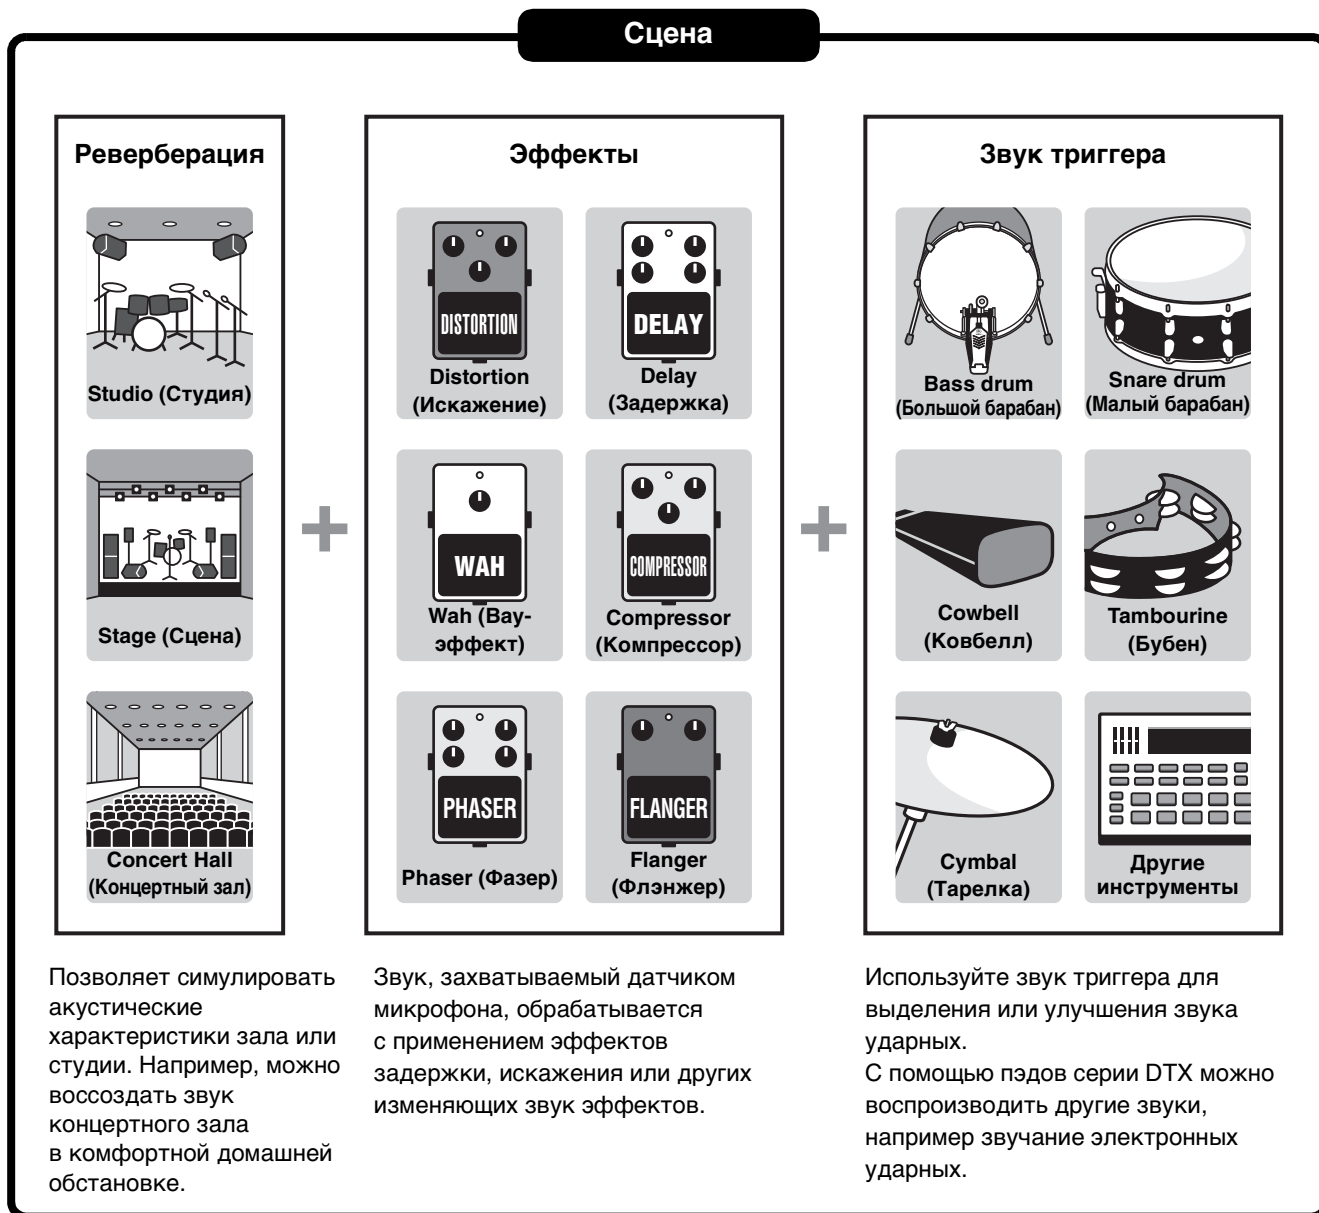 Сцена
Реверберация
Studio (Студия)
Stage (Сцена)
Concert Hall
(Концертный зал)
Эффекты
DISTORTION
Distortion
(Искажение)
DELAY
Delay
(Задержка)
WAH
Wah (Вау-
эффект)
COMPRESSOR
Compressor
(Компрессор)
PHASER
Phaser (Фазер)
FLANGER
Flanger
(Флэнжер)
Звук триггера
Bass drum
(Большой барабан)
Snare drum
(Малый барабан)
Cowbell
(Ковбелл)
Tambourine
(Бубен)
Cymbal
(Тарелка)
Другие
инструменты
Позволяет симулировать
акустические
характеристики зала или
студии. Например, можно
воссоздать звук
концертного зала
в комфортной домашней
обстановке.
Звук, захватываемый датчиком
микрофона, обрабатывается
с применением эффектов
задержки, искажения или других
изменяющих звук эффектов.
Используйте звук триггера для
выделения или улучшения звука
ударных.
С помощью пэдов серии DTX можно
воспроизводить другие звуки,
например звучание электронных
ударных.